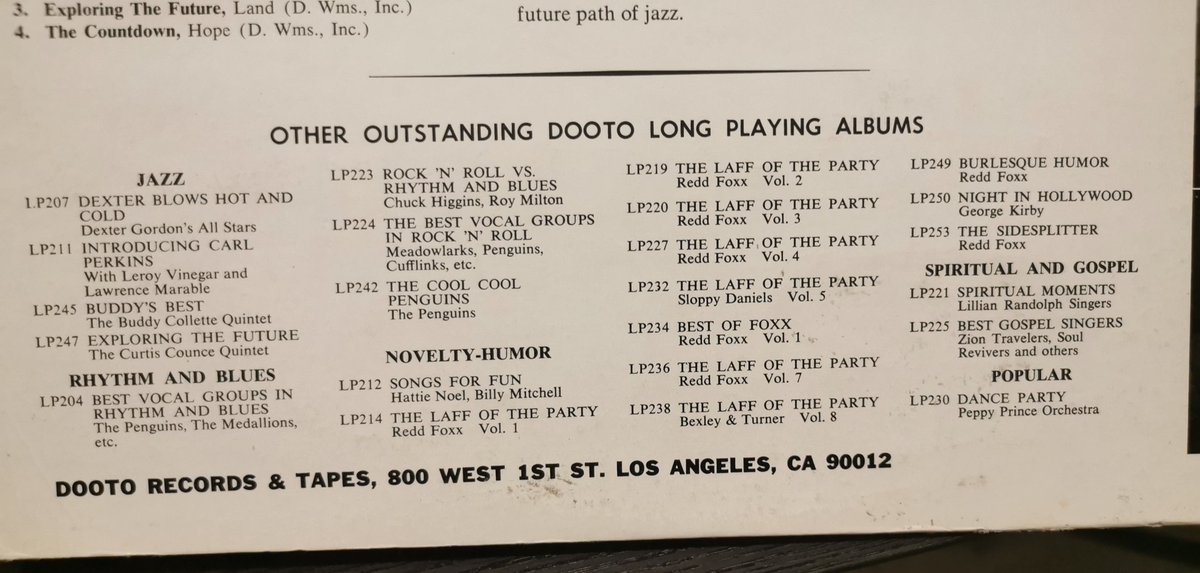 3. Exploring The Future, Land (D. Wms., Inc.)
4. The Countdown, Hope (D. Wms., Inc.)
future path of jazz.
OTHER OUTSTANDING DOOTO LONG PLAYING ALBUMS
JAZZ
LP207 DEXTER BLOWS HOT AND
COLD
Dexter Gordon's All Stars
LP211 INTRODUCING CARL
PERKINS
With Leroy Vinegar and
Lawrence Marable
LP245 BUDDY'S BEST
The Buddy Collette Quintet
LP247 EXPLORING THE FUTURE
The Curtis Counce Quintet
RHYTHM AND BLUES
LP204 BEST VOCAL GROUPS IN
RHYTHM AND BLUES
The Penguins, The Medallions,
etc.
LP223 ROCK 'N' ROLL VS.
RHYTHM AND BLUES
Chuck Higgins, Roy Milton
LP224 THE BEST VOCAL GROUPS
IN ROCK 'N' ROLL
Meadowlarks, Penguins,
Cufflinks, etc.
LP242 THE COOL COOL
PENGUINS
The Penguins
NOVELTY-HUMOR
LP212 SONGS FOR FUN
Hattie Noel, Billy Mitchell
LP214 THE LAFF OF THE PARTY
Redd Foxx Vol. 1
LP219 THE LAFF OF THE PARTY
Redd Foxx Vol. 2
LP220 THE LAFF OF THE PARTY
Redd Foxx Vol. 3
LP227 THE LAFF OF THE PARTY
Redd Foxx Vol. 4
LP232 THE LAFF OF THE PARTY
Sloppy Daniels Vol. 5
LP234 BEST OF FOXX
Redd Foxx Vol. 1
LP236 THE LAFF OF THE PARTY
Redd Foxx Vol. 7
LP238 THE LAFF OF THE PARTY
Bexley & Turner Vol. 8
LP249 BURLESQUE HUMOR
Redd Foxx
LP250 NIGHT IN HOLLYWOOD
George Kirby
LP253 THE SIDESPLITTER
Redd Foxx
SPIRITUAL AND GOSPEL
LP221 SPIRITUAL MOMENTS
Lillian Randolph Singers
LP225 BEST GOSPEL SINGERS
Zion Travelers, Soul
Revivers and others
POPULAR
LP230 DANCE PARTY
Peppy Prince Orchestra
DOOTO RECORDS & TAPES, 800 WEST 1ST ST. LOS ANGELES, CA 90012